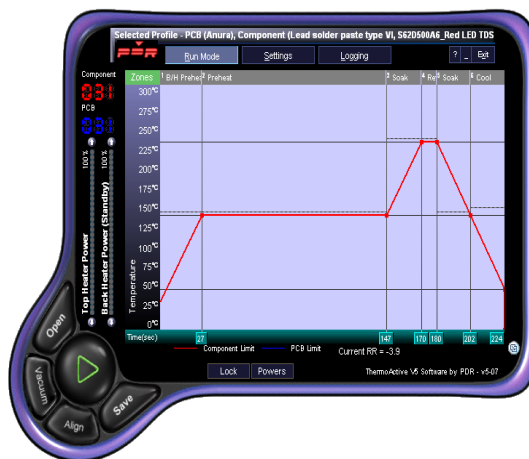 Selected Profile - PCB (Anura), Component (Lead solder paste type VI, S62D500A6_Red LED TDS
PDR
Run Mode Settings Logging ? _ Exit
Component
031
PCB
Zones
1 B/H Prehea 2 Preheat 3 Soak 4 Re 5 Soak 6 Cool
300°C
275°C
250°C
225°C
200°C
175°C
150°C
125°C
100°C
75°C
50°C
25°C
0°C
Temperature
100 %
Top Heater Power
100 %
Back Heater Power (Standby)
Time(sec) 27 147 170 180 202 224
Component Limit PCB Limit Current RR = -3.9
Lock Powers ThermoActive V5 Software by PDR - v5-07
Open
Vacuum
Align
Save